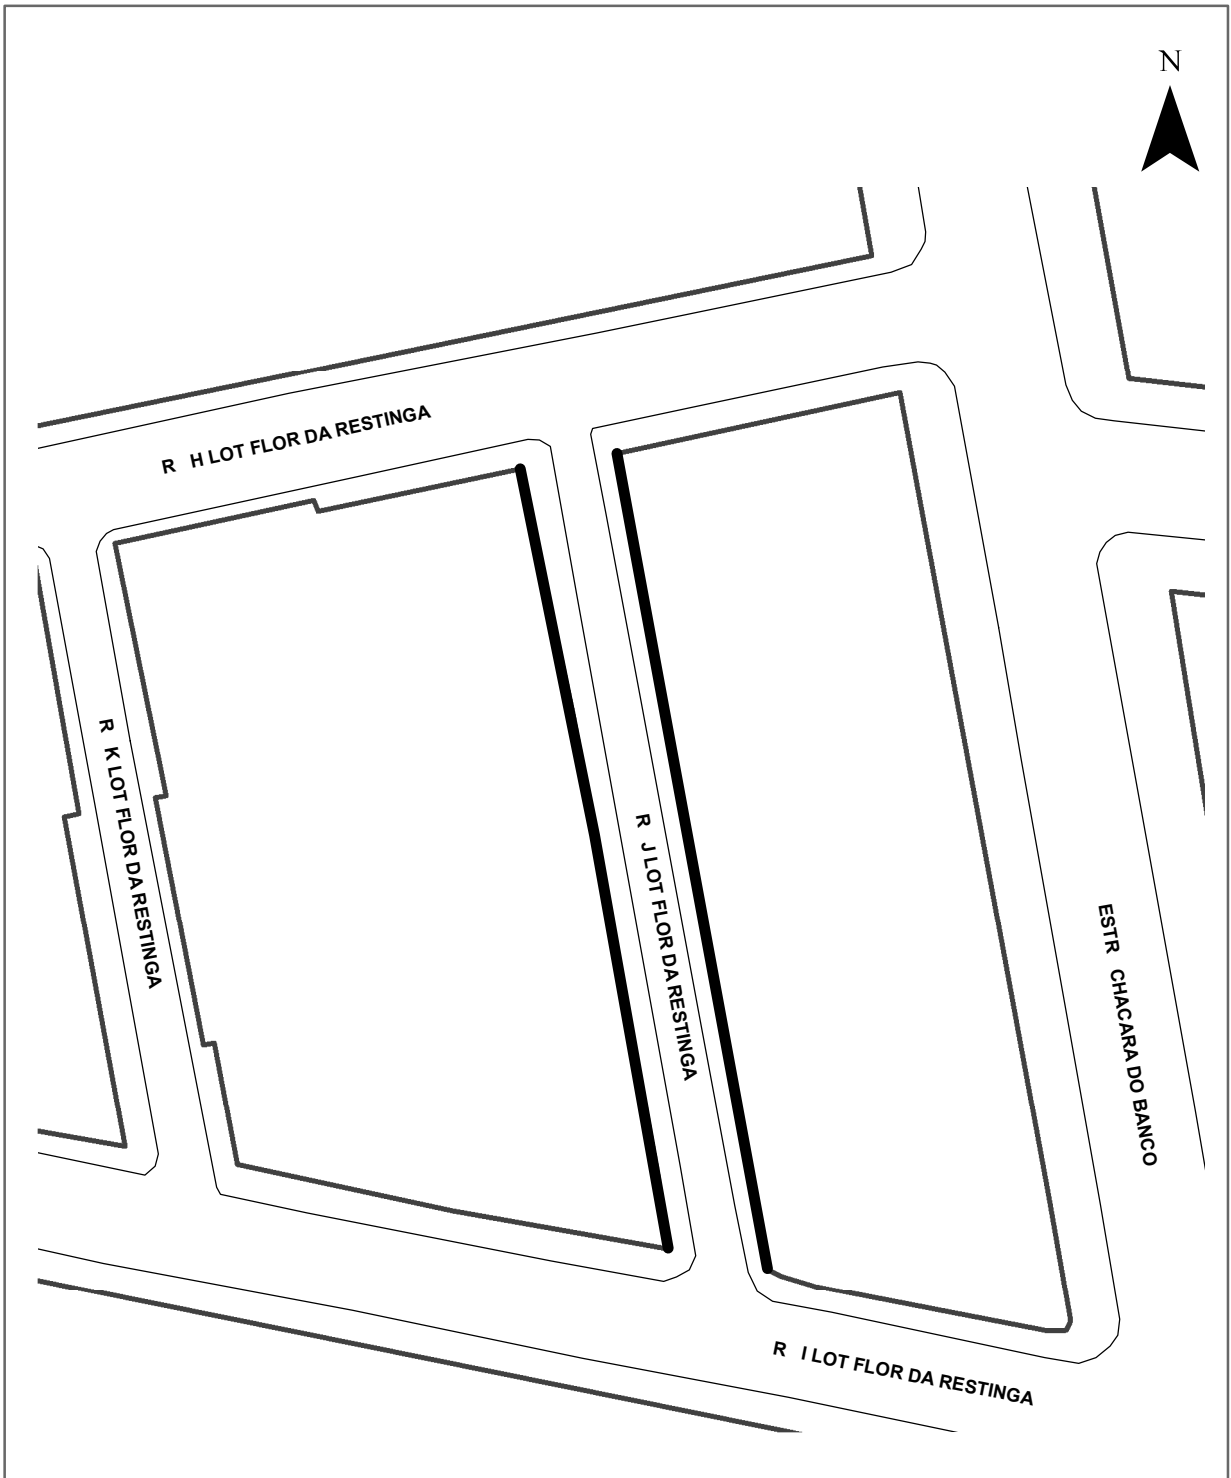 N
R H LOT FLOR DA RESTINGA
R K LOT FLOR DA RESTINGA
R J LOT FLOR DA RESTINGA
ESTR CHACARA DO BANCO
R I LOT FLOR DA RESTINGA